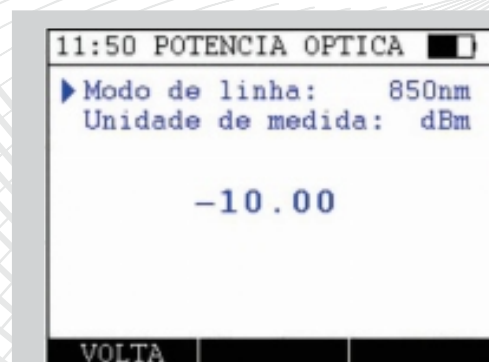 11:50 POTENCIA OPTICA
Modo de linha: 850nm
Unidade de medida: dBm
-10.00
VOLTA